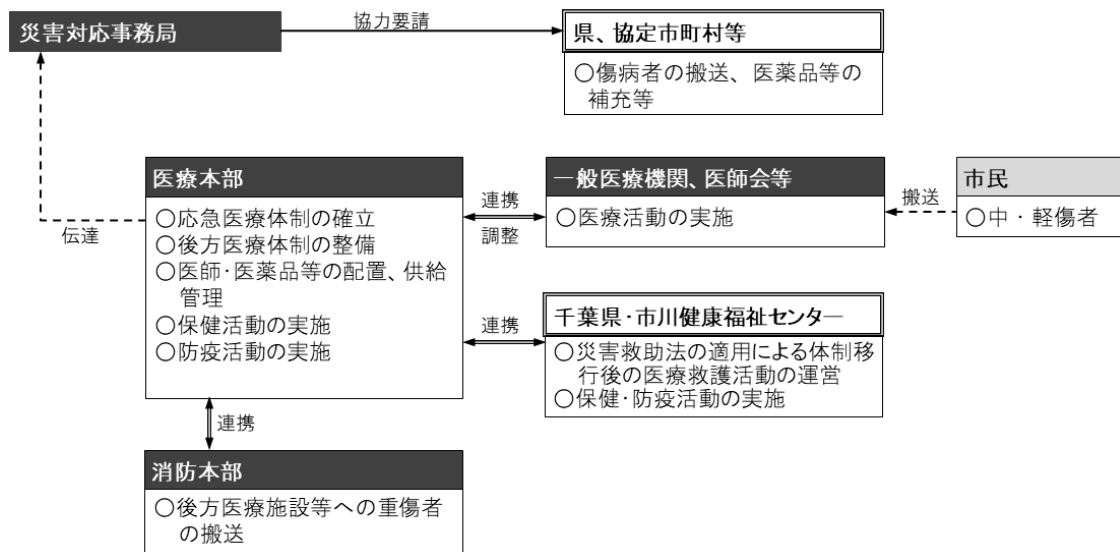 災害対応事務局
協力要請
県、協定市町村等
○傷病者の搬送、医薬品等の
補充等
伝達
医療本部
○応急医療体制の確立
○後方医療体制の整備
○医師・医薬品等の配置、供給
管理
○保健活動の実施
○防疫活動の実施
連携
調整
一般医療機関、医師会等
○医療活動の実施
搬送
市民
○中・軽傷者
連携
千葉県・市川健康福祉センター
○災害救助法の適用による体制移
行後の医療救護活動の運営
○保健・防疫活動の実施
連携
消防本部
○後方医療施設等への重傷者
の搬送